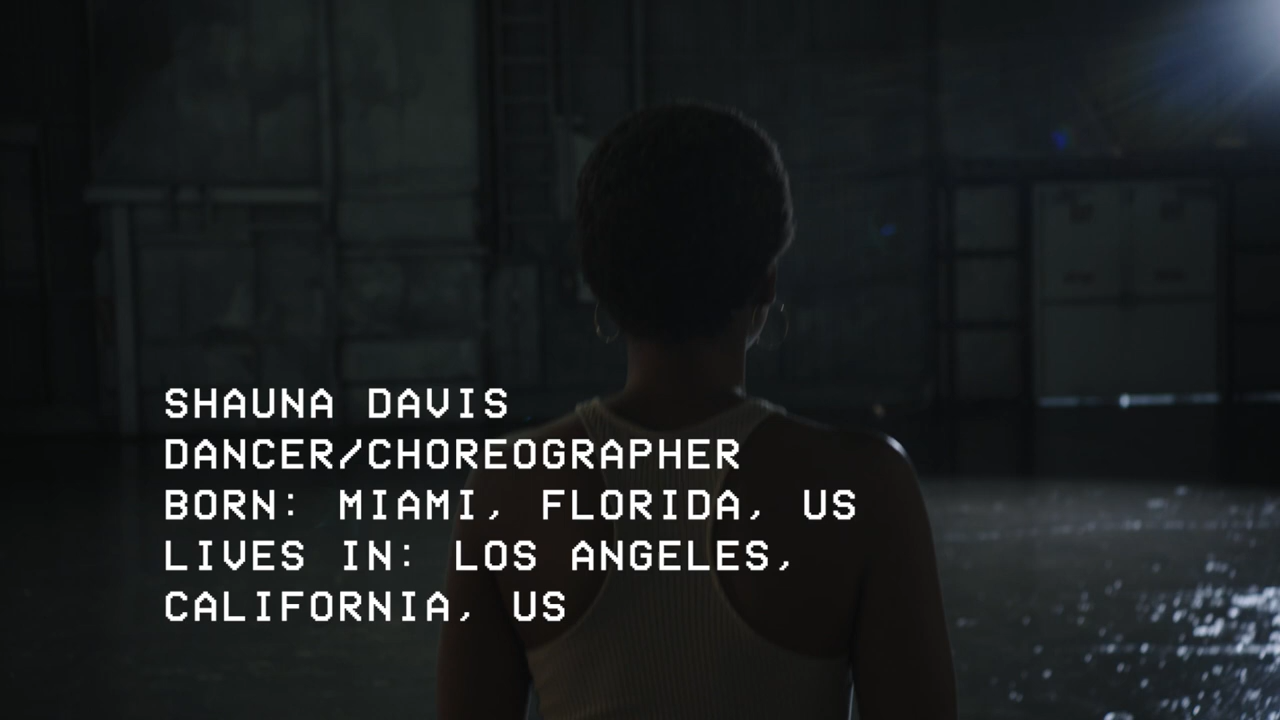 SHAUNA DAVIS
DANCER/CHOREOGRAPHER
BORN: MIAMI, FLORIDA, US
LIVES IN: LOS ANGELES,
CALIFORNIA, US